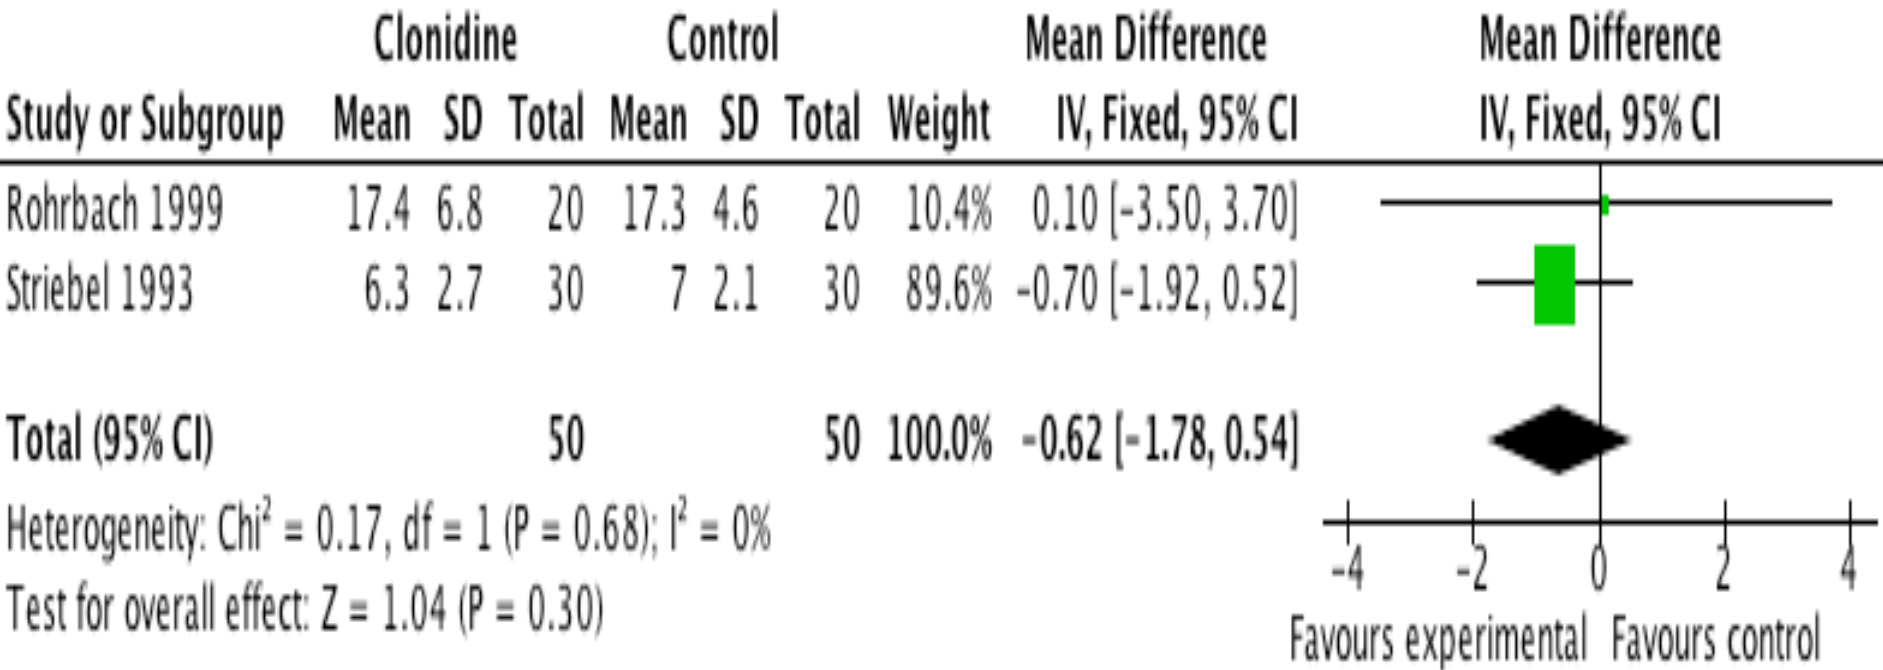 Clonidine Control Mean Difference Mean Difference
Study or Subgroup Mean SD Total Mean SD Total Weight IV, Fixed, 95% CI IV, Fixed, 95% CI
Rohrbach 1999 17.4 6.8 20 17.3 4.6 20 10.4% 0.10 [−3.50, 3.70]
Striebel 1993 6.3 2.7 30 7 2.1 30 89.6% −0.70 [−1.92, 0.52]
Total (95% CI) 50 50 100.0% −0.62 [−1.78, 0.54]
Heterogeneity: Chi² = 0.17, df = 1 (P = 0.68); I² = 0%
Test for overall effect: Z = 1.04 (P = 0.30)
−4 −2 0 2 4
Favours experimental Favours control